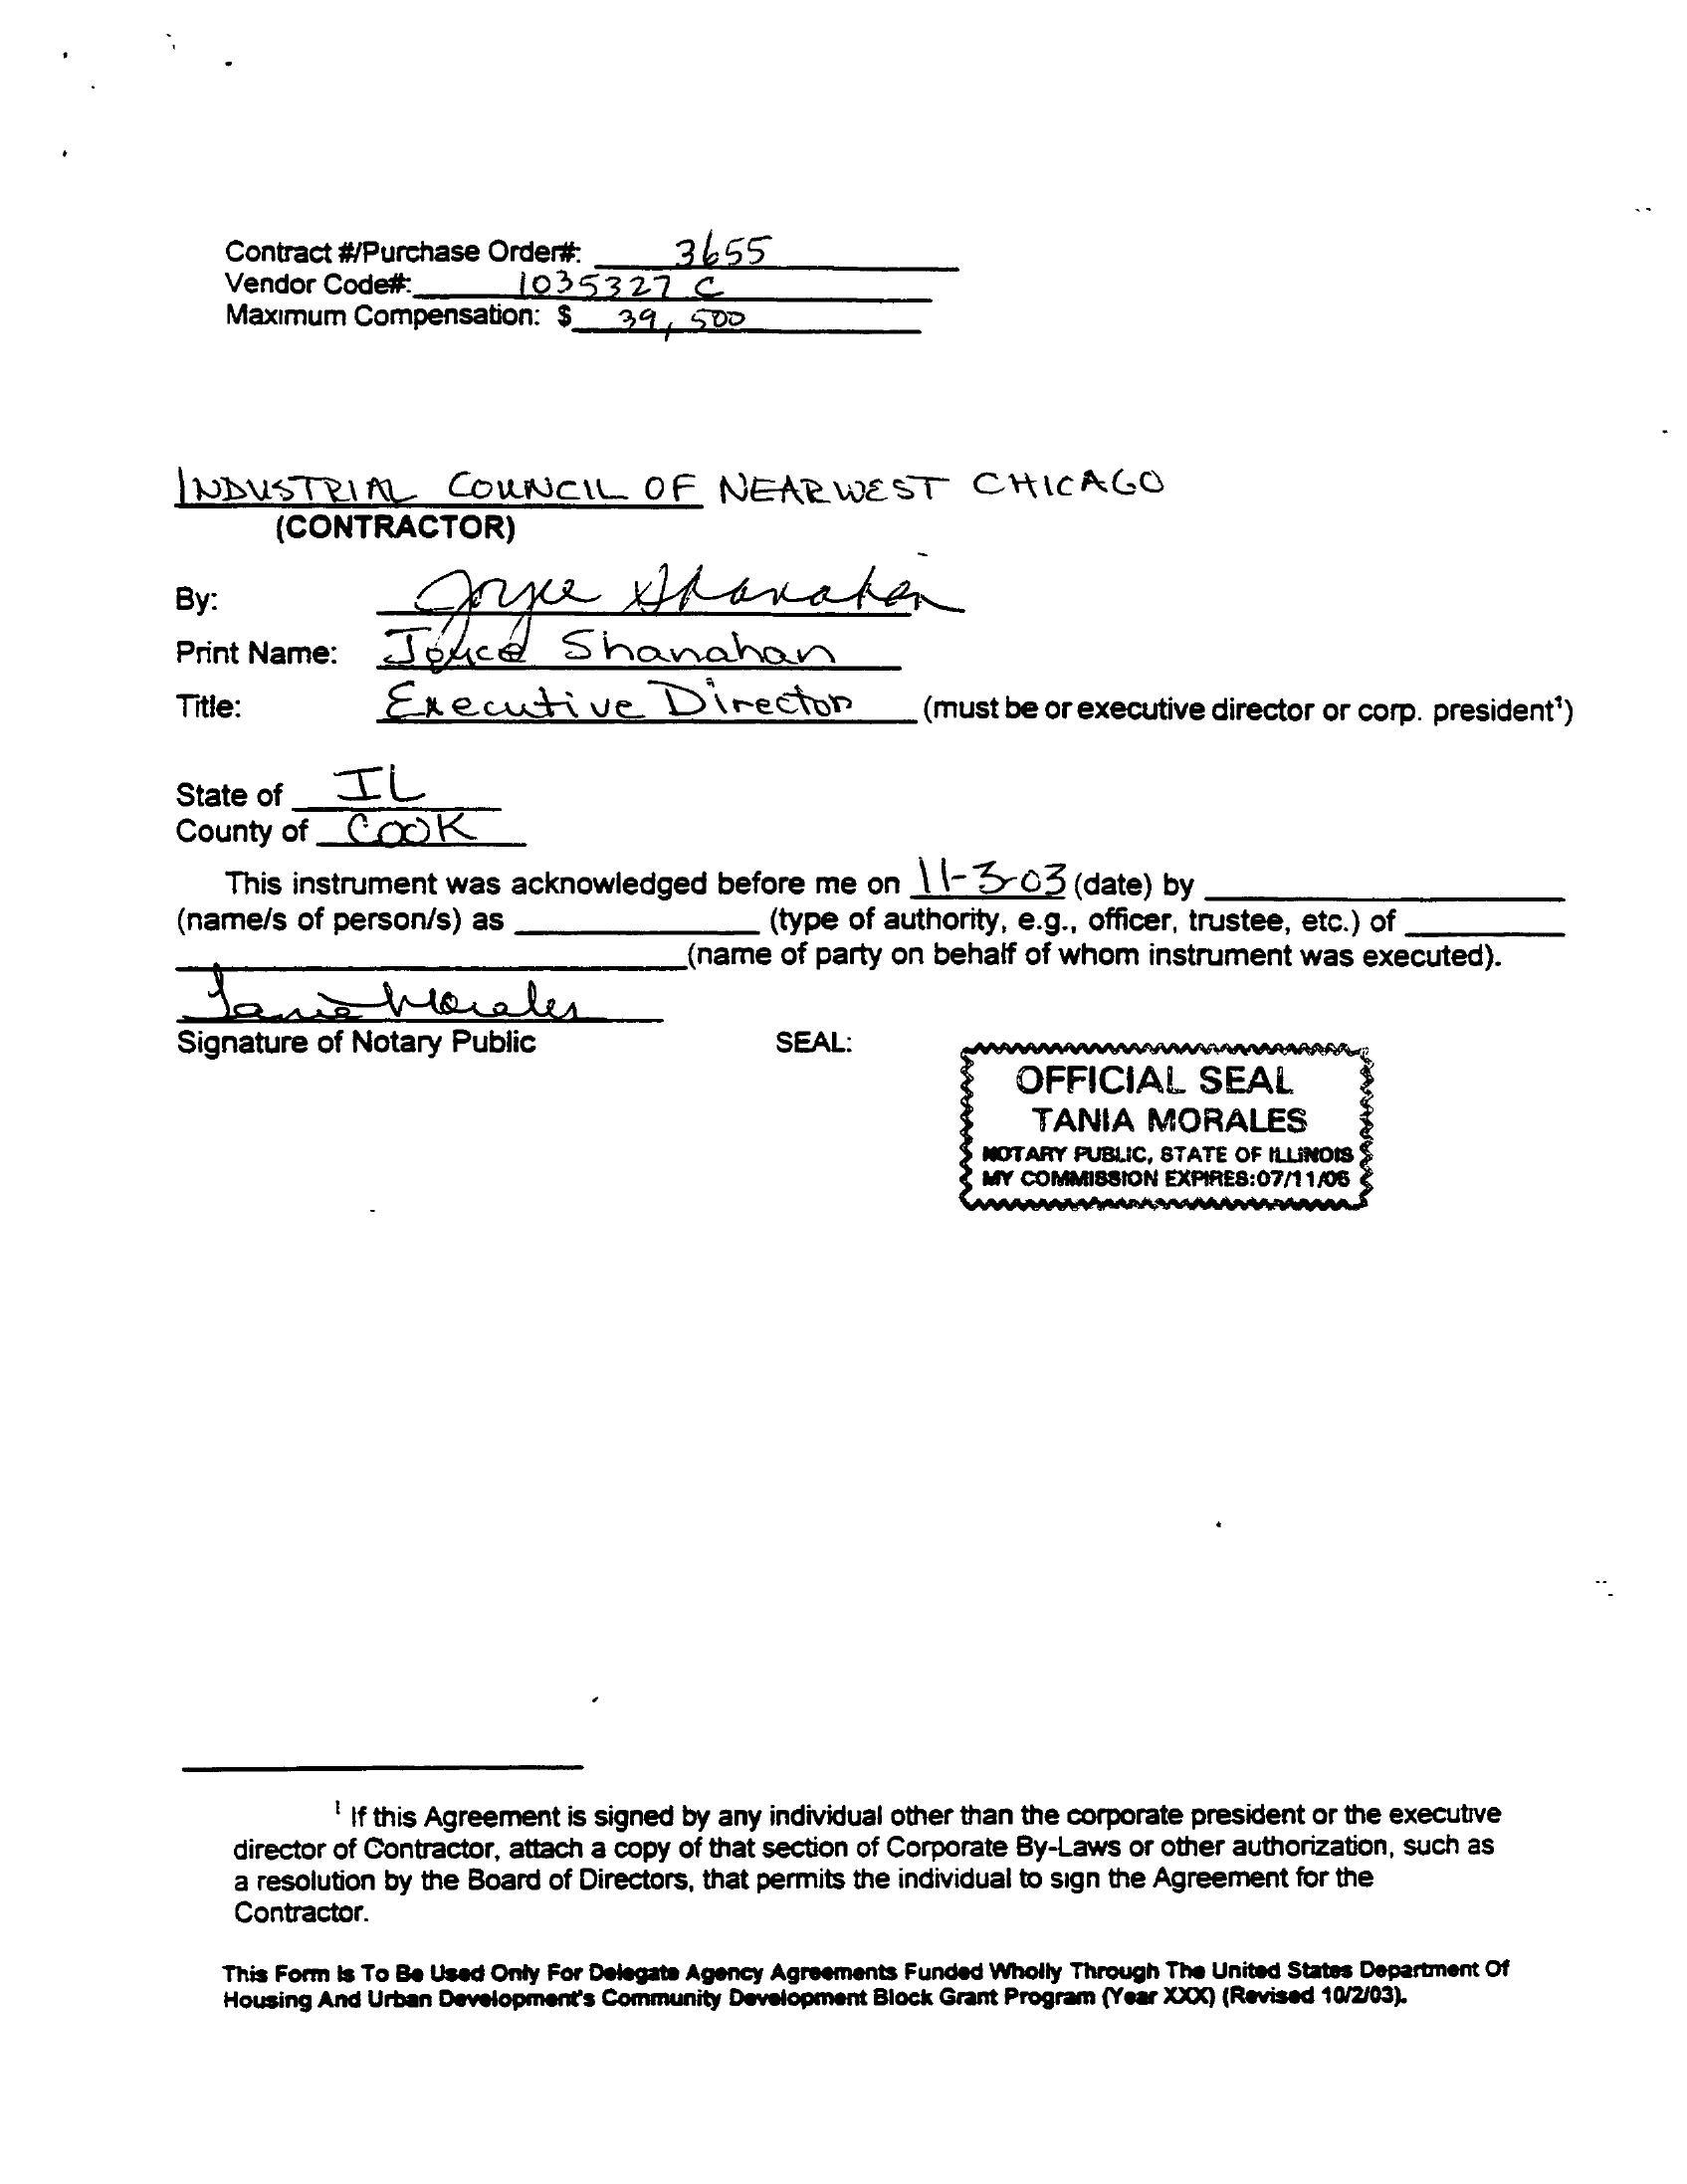 Contract #/Purchase Order#: 3655
Vendor Code#: 1035327 C
Maximum Compensation: $ 39,500
INDUSTRIAL COUNCIL OF NEARWEST CHICAGO
(CONTRACTOR)
By: Joyce Shanahan
Print Name: Joyce Shanahan
Title: Executive Director (must be or executive director or corp. president¹)
State of IL
County of COOK
This instrument was acknowledged before me on 11-3-03 (date) by
(name/s of person/s) as (type of authority, e.g., officer, trustee, etc.) of
(name of party on behalf of whom instrument was executed).
Tania Morales
Signature of Notary Public SEAL:
OFFICIAL SEAL
TANIA MORALES
NOTARY PUBLIC, STATE OF ILLINOIS
MY COMMISSION EXPIRES:07/11/06
¹ If this Agreement is signed by any individual other than the corporate president or the executive
director of Contractor, attach a copy of that section of Corporate By-Laws or other authorization, such as
a resolution by the Board of Directors, that permits the individual to sign the Agreement for the
Contractor.
This Form Is To Be Used Only For Delegate Agency Agreements Funded Wholly Through The United States Department Of
Housing And Urban Development's Community Development Block Grant Program (Year XXX) (Revised 10/2/03).